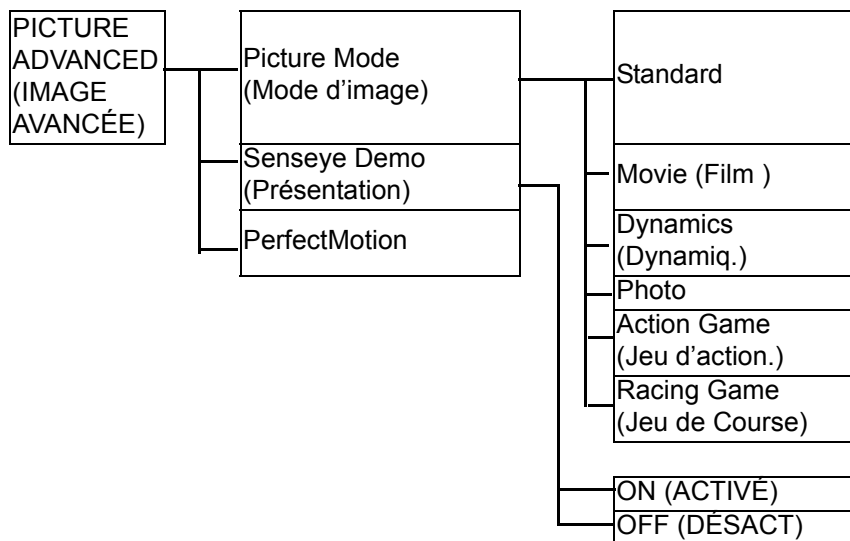 PICTURE
ADVANCED
(IMAGE
AVANCÉE)
Picture Mode
(Mode d’image)
Senseye Demo
(Présentation)
PerfectMotion
Standard
Movie (Film )
Dynamics
(Dynamiq.)
Photo
Action Game
(Jeu d’action.)
Racing Game
(Jeu de Course)
ON (ACTIVÉ)
OFF (DÉSACT)